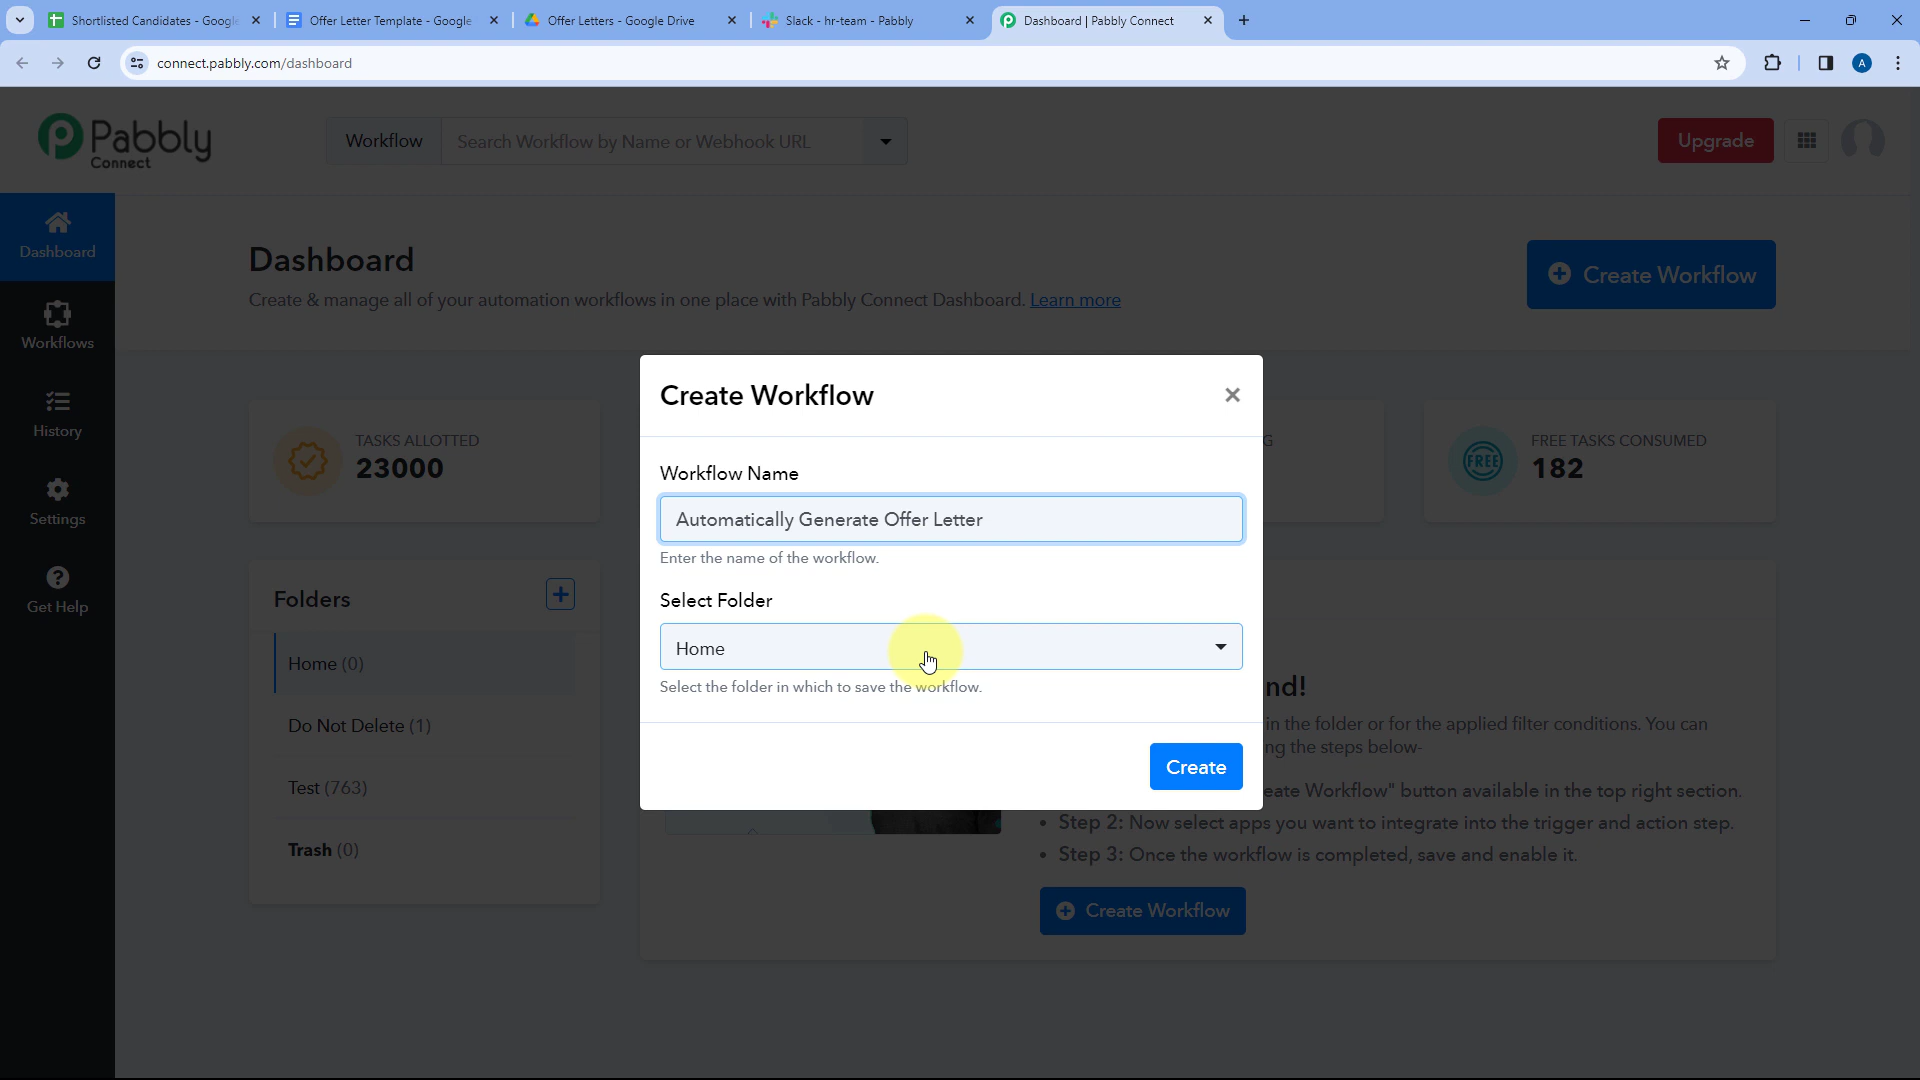 Shortlisted Candidates - Google
Offer Letter Template - Google
Offer Letters - Google Drive
Slack - hr-team - Pabbly
Dashboard | Pabbly Connect
connect.pabbly.com/dashboard
A
Pabbly
Connect
Workflow
Search Workflow by Name or Webhook URL
Upgrade
Dashboard
Workflows
History
Settings
Get Help
Dashboard
Create & manage all of your automation workflows in one place with Pabbly Connect Dashboard. Learn more
Create Workflow
TASKS ALLOTTED
23000
G
FREE
FREE TASKS CONSUMED
182
Folders
Home (0)
Do Not Delete (1)
Test (763)
Trash (0)
Create Workflow
Workflow Name
Automatically Generate Offer Letter
Enter the name of the workflow.
Select Folder
Home
Select the folder in which to save the workflow.
Create
nd!
in the folder or for the applied filter conditions. You can
ng the steps below-
eate Workflow" button available in the top right section.
• Step 2: Now select apps you want to integrate into the trigger and action step.
• Step 3: Once the workflow is completed, save and enable it.
Create Workflow